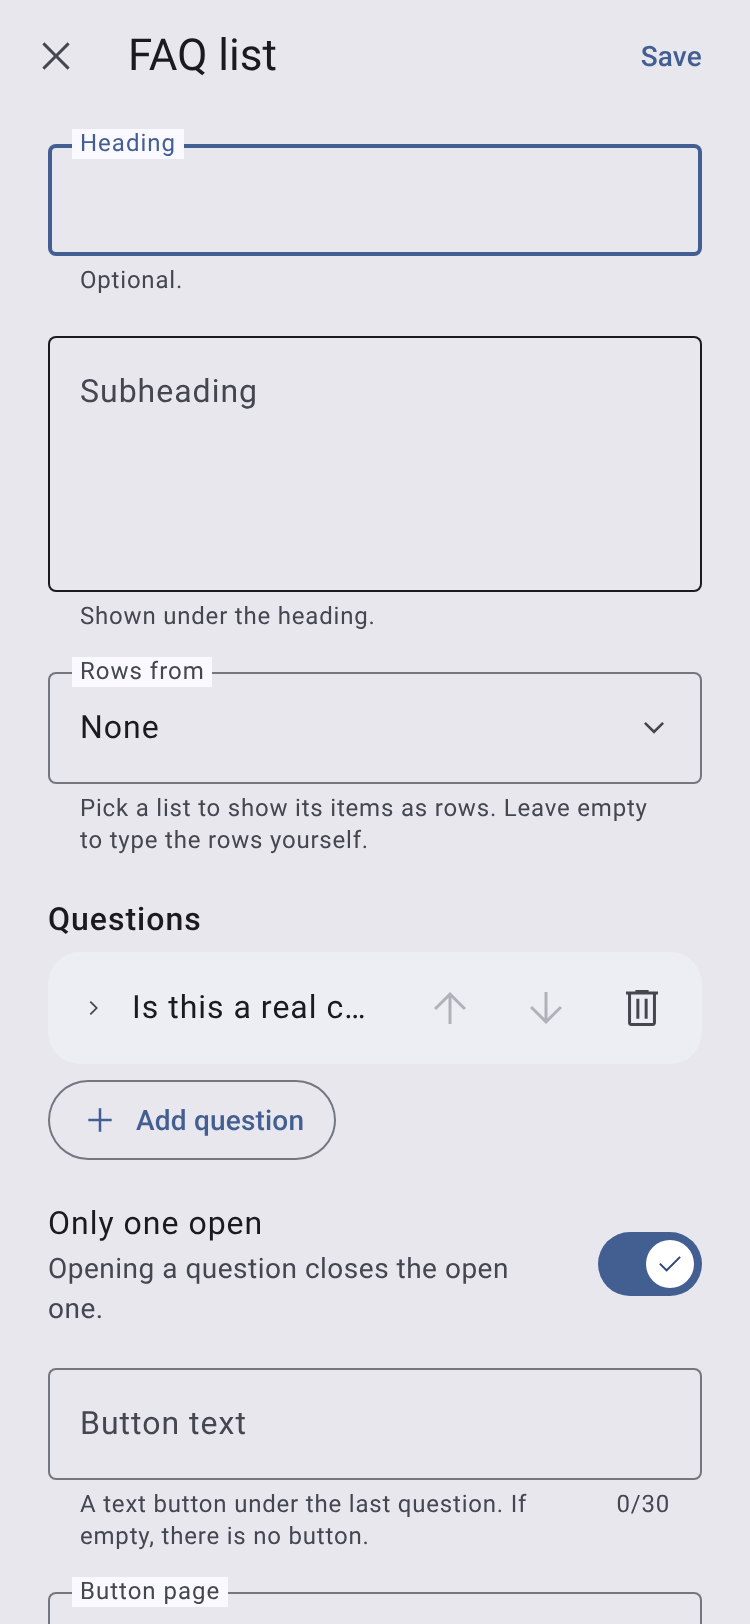 FAQ list
Save
Heading
Optional.
Subheading
Shown under the heading.
Rows from
None
Pick a list to show its items as rows. Leave empty
to type the rows yourself.
Questions
Is this a real c...
Add question
Only one open
Opening a question closes the open
one.
Button text
A text button under the last question. If
empty, there is no button.
0/30
Button page